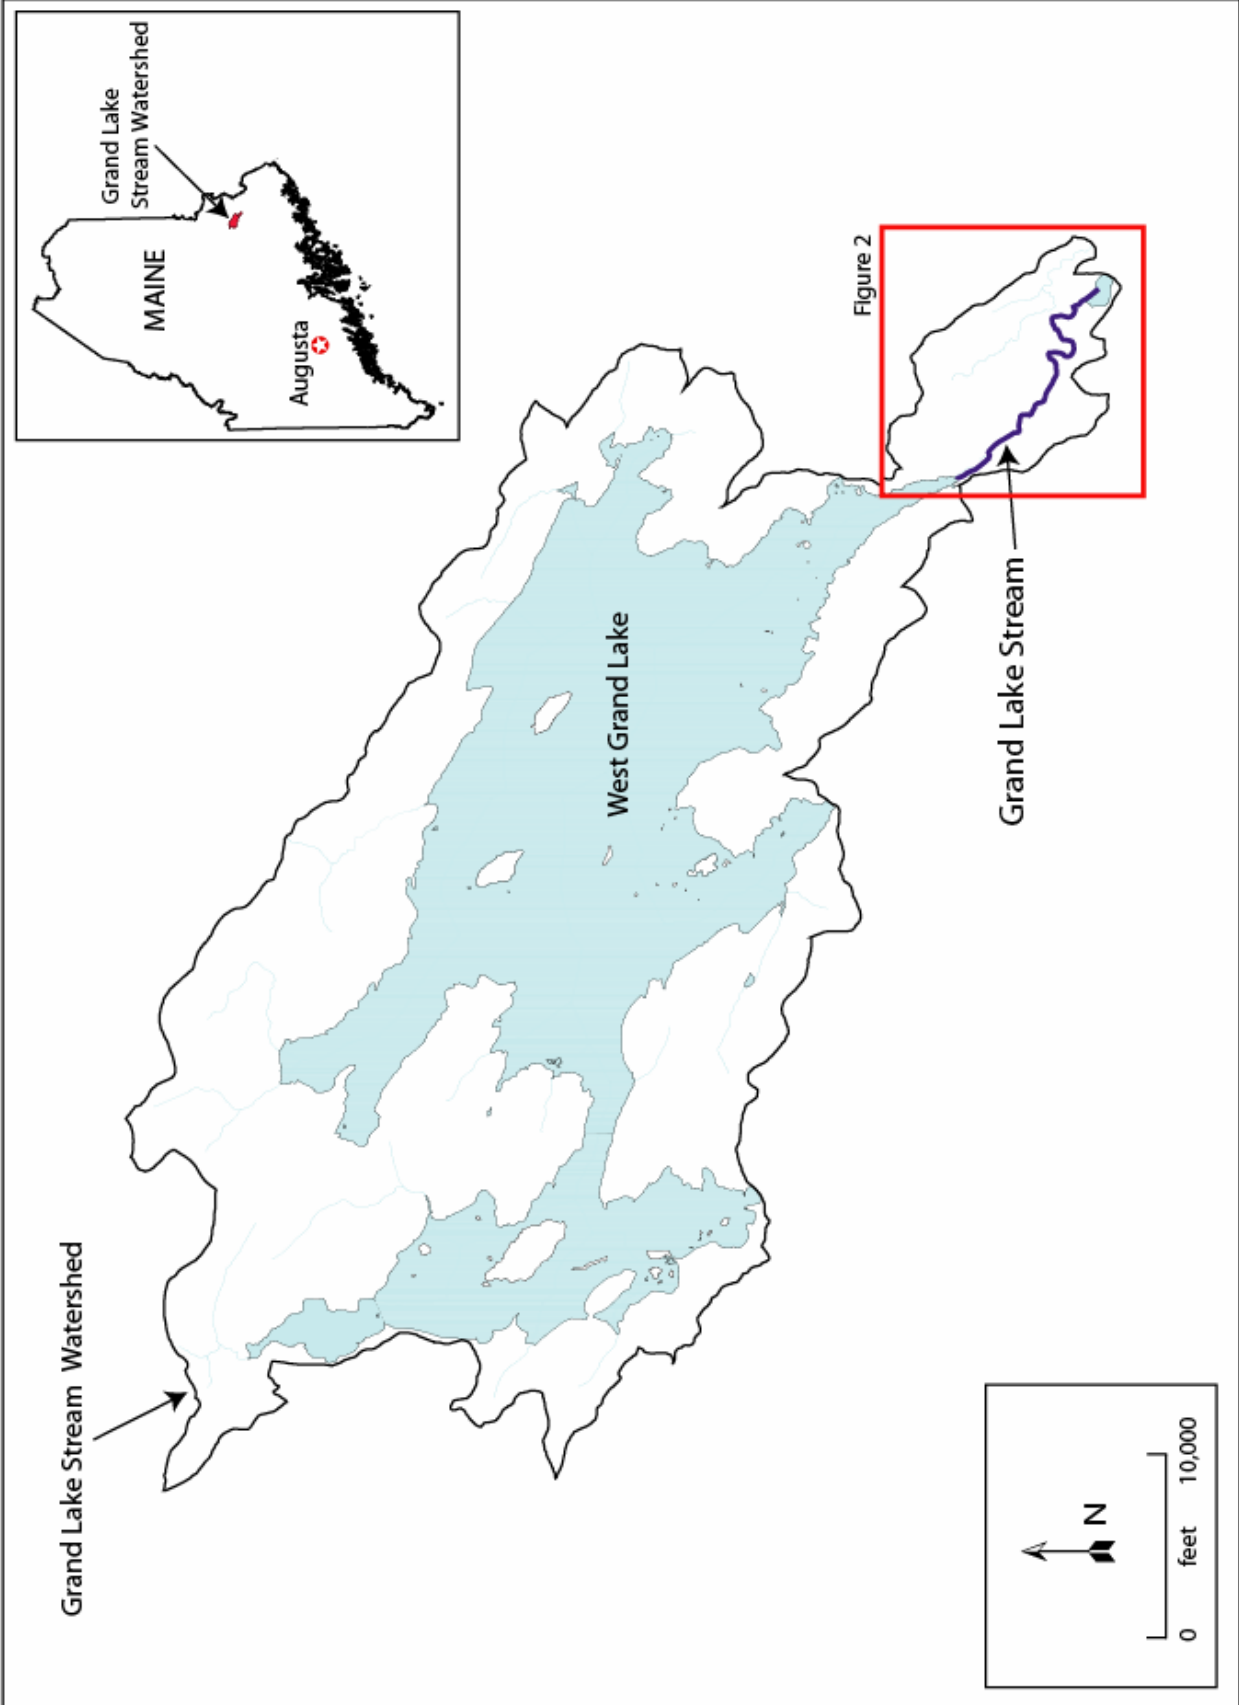 Grand Lake Stream Watershed
Grand Lake
Stream Watershed
MAINE
Augusta
West Grand Lake
Figure 2
Grand Lake Stream
N
0 feet 10,000